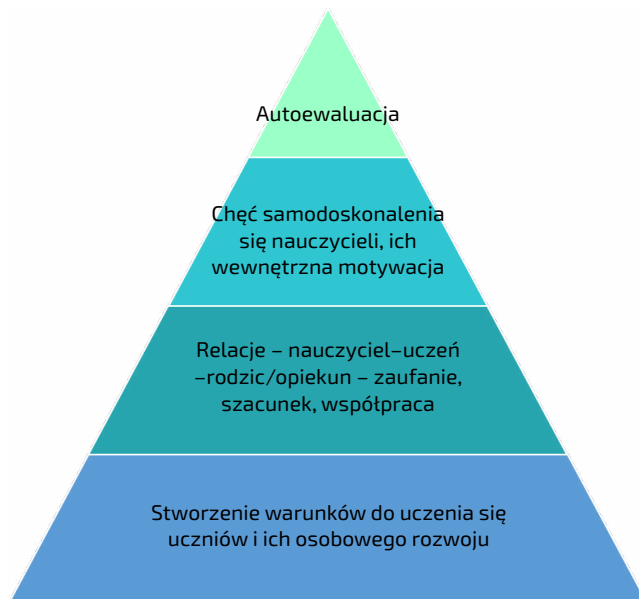 Autoewaluacja
Chęć samodoskonalenia
się nauczycieli, ich
wewnętrzna motywacja
Relacje – nauczyciel–uczeń
–rodzic/opiekun – zaufanie,
szacunek, współpraca
Stworzenie warunków do uczenia się
uczniów i ich osobowego rozwoju